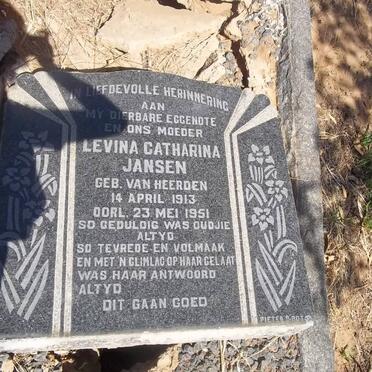 IN LIEFDEVOLLE HERINNERING
AAN
MY DIERBARE EGGENOTE
EN ONS MOEDER
LEVINA CATHARINA
JANSEN
GEB. VAN HEERDEN
14 APRIL 1913
OORL. 23 MEI 1951
SO GEDULDIG WAS OUDJIE
ALTYD
SO TEVREDE EN VOLMAAK
EN MET 'N GLIMLAG OP HAAR GELAAT
WAS HAAR ANTWOORD
ALTYD
DIT GAAN GOED